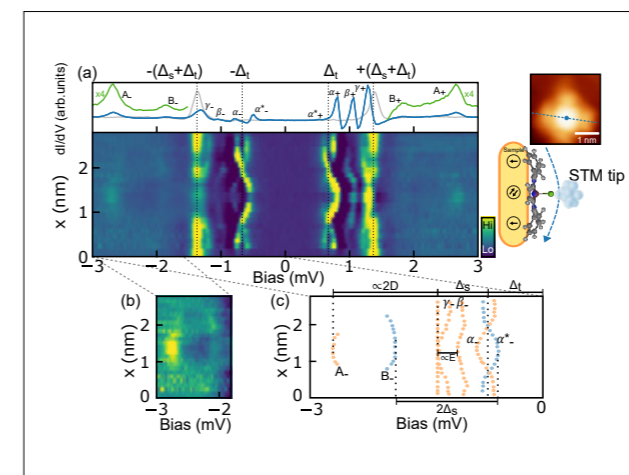 -(Δs+Δt) -Δt Δt +(Δs+Δt)
(a)
dI/dV (arb.units)
x4 A- B- γ- β- α- α*- α*+ α+ β+ γ+ B+ A+ x4
x (nm)
2
1
0
Hi
Lo
−3 −2 −1 0 1 2 3
Bias (mV)
1 nm
Sample
STM tip
(b)
x (nm)
2
1
0
−3 −2
Bias (mV)
(c)
∝2D Δs Δt
γ- β-
α- α*-
∝E
A- B-
2Δs
x (nm)
2
1
0
−3 0
Bias (mV)